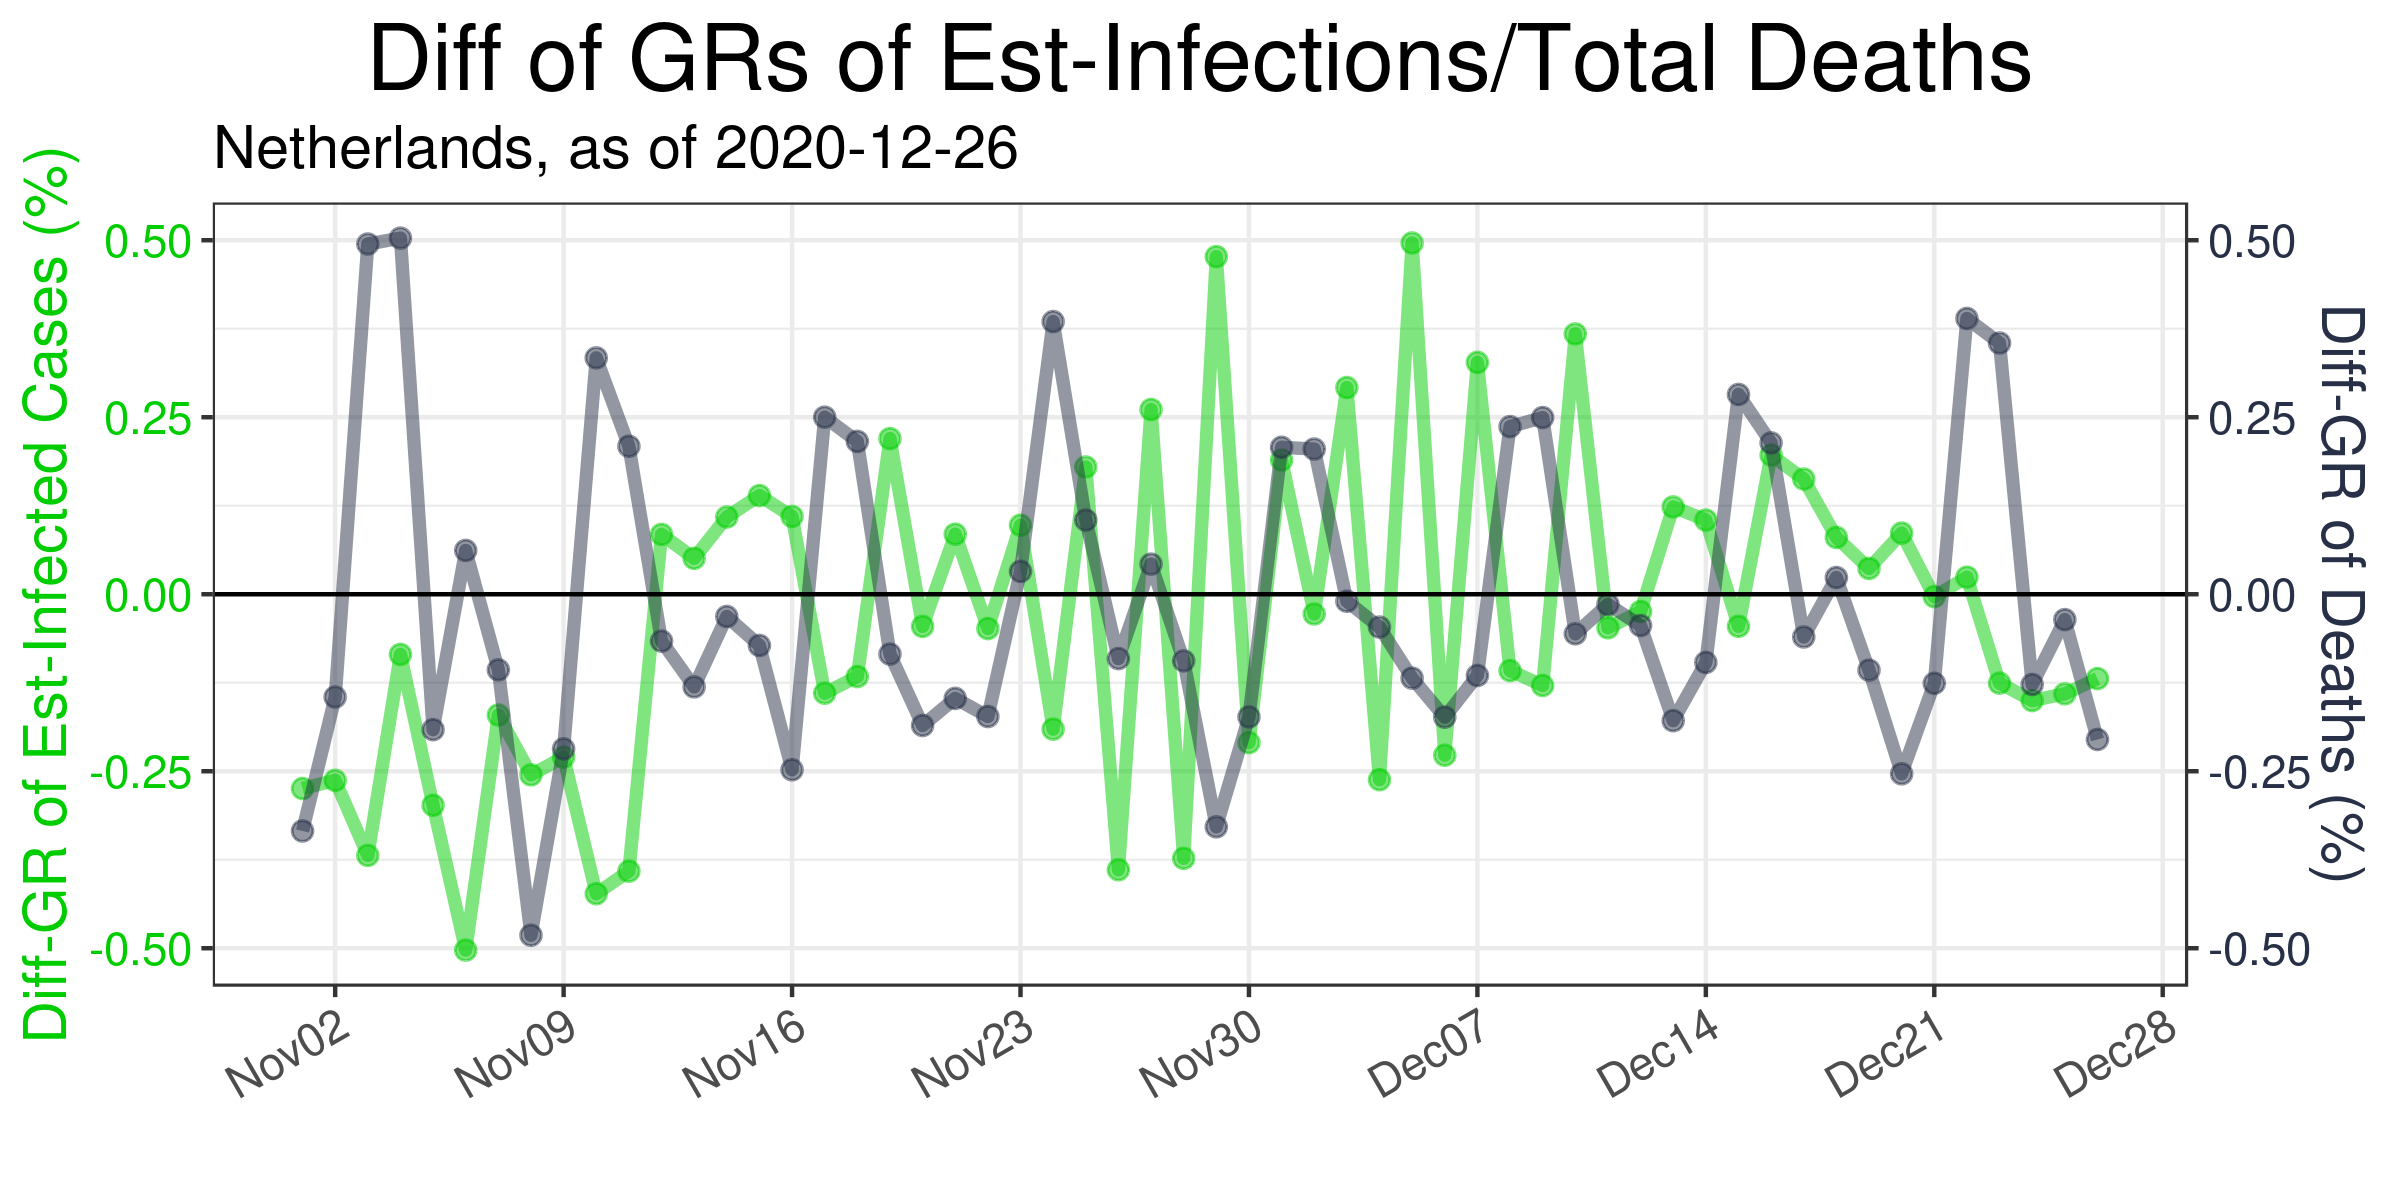 Diff of GRs of Est-Infections/Total Deaths
Netherlands, as of 2020-12-26
Diff-GR of Est-Infected Cases (%)
0.50
0.25
0.00
-0.25
-0.50
0.50
0.25
0.00
-0.25
-0.50
Diff-GR of Deaths (%)
Nov02
Nov09
Nov16
Nov23
Nov30
Dec07
Dec14
Dec21
Dec28